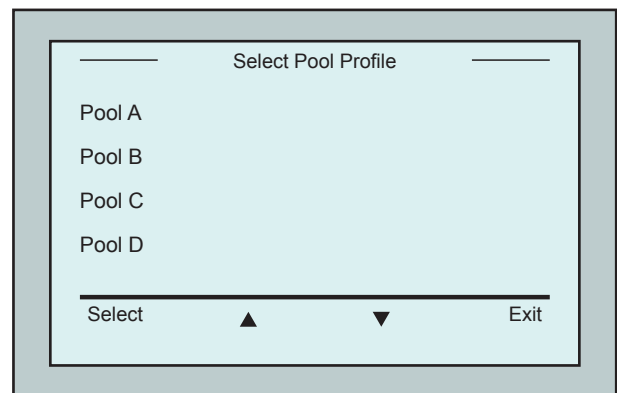 Select Pool Profile
Pool A
Pool B
Pool C
Pool D
Select ▲ ▼ Exit